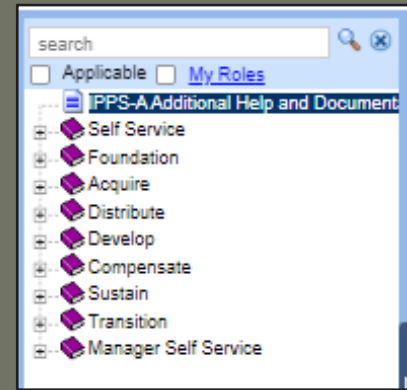 search
Applicable My Roles
IPPS-A Additional Help and Document
Self Service
Foundation
Acquire
Distribute
Develop
Compensate
Sustain
Transition
Manager Self Service